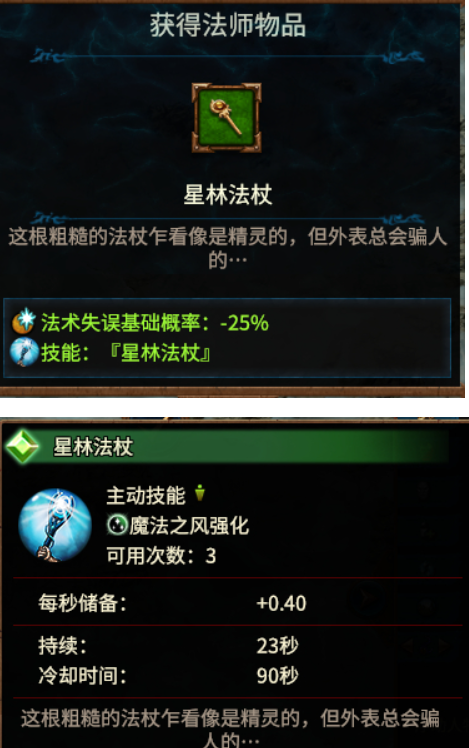 获得法师物品
星林法杖
这根粗糙的法杖乍看像是精灵的，但外表总会骗人
的…
法术失误基础概率：-25%
技能：『星林法杖』
星林法杖
主动技能
魔法之风强化
可用次数：3
每秒储备： +0.40
持续： 23秒
冷却时间： 90秒
这根粗糙的法杖乍看像是精灵的，但外表总会骗
人的…